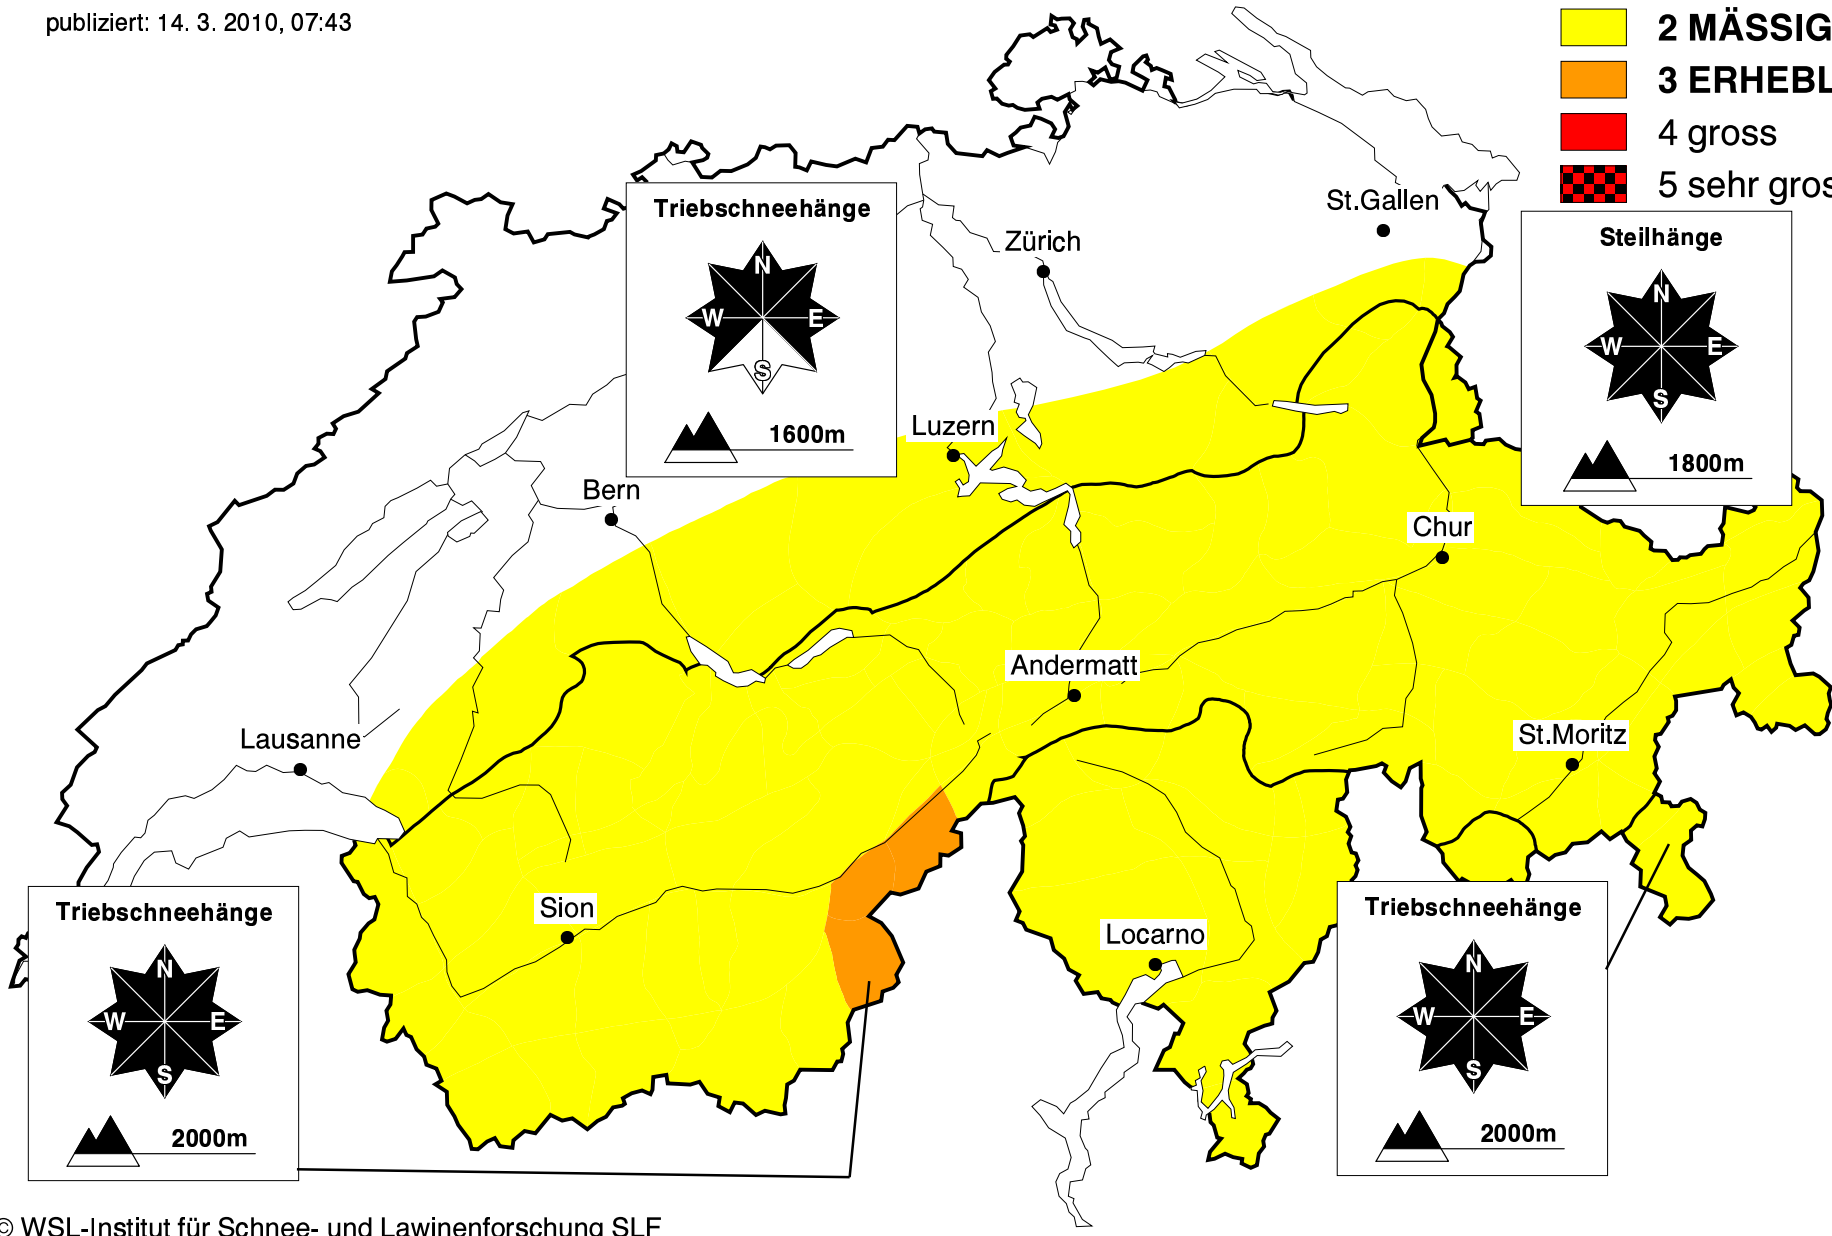 publiziert: 14. 3. 2010, 07:43
2 MÄSSIG
3 ERHEBL
4 gross
5 sehr gros
Triebschneehänge
N
W E
S
1600m
Steilhänge
N
W E
S
1800m
St.Gallen
Zürich
Luzern
Bern
Chur
Andermatt
St.Moritz
Lausanne
Sion
Locarno
Triebschneehänge
N
W E
S
2000m
Triebschneehänge
N
W E
S
2000m
© WSL-Institut für Schnee- und Lawinenforschung SLF